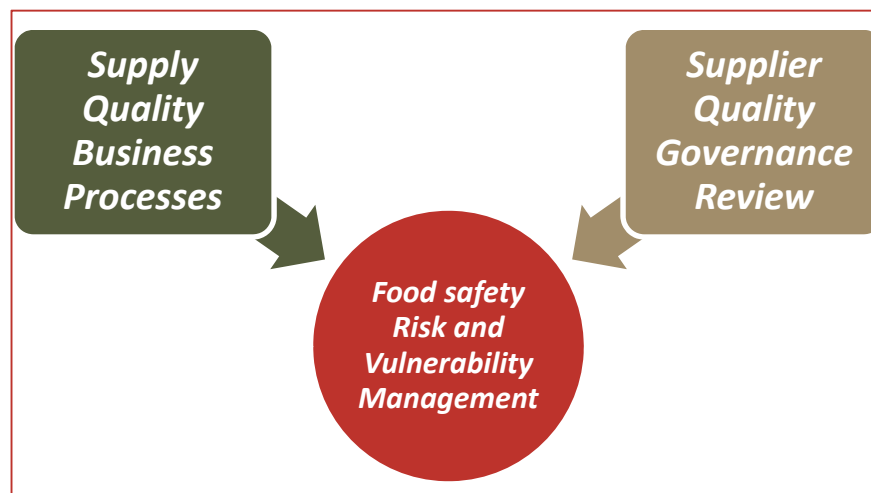 Supply
Quality
Business
Processes
Supplier
Quality
Governance
Review
Food safety
Risk and
Vulnerability
Management